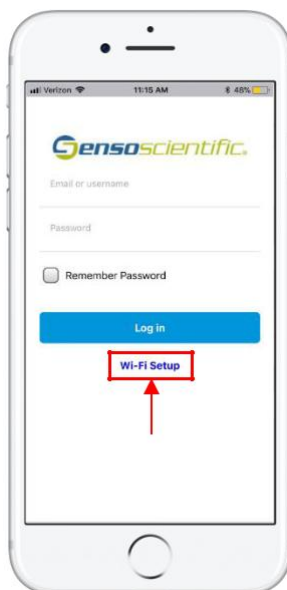 Verizon 11:15 AM 48%
Sensoscientific.
Email or username
Password
Remember Password
Log in
Wi-Fi Setup